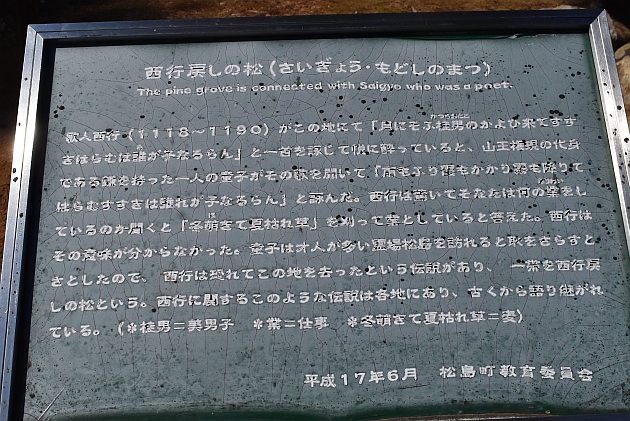 西行戻しの松(さいぎょう・もどしのまつ)
The pine grove is connected with Saigyo who was a poet.
歌人西行(1118～1190)がこの地にて「月にそふ桂男のかよひ来てすす
きはらむは誰が子なるらん」と一首を詠じて悦に酔っていると、山王権現の化身
である鎌を持った一人の童子がその歌を聞いて、「雨もふり霞もかかり霧も降りて
はらむすすきは誰れが子なるらん」と詠んだ。西行は驚いてそなたは何の業をし
ているのか聞くと「冬萌きて夏枯れ草」を刈って業としていると答えた。西行は
その意味が分からなかった。童子は才人が多い霊場松島を訪れると恥をさらすと
さとしたので、西行は恐れてこの地を去ったという伝説があり、一帯を西行戻
しの松という。西行に関するこのような伝説は各地にあり、古くから語り継がれ
ている。(＊桂男=美男子 ＊業=仕事 ＊冬萌きて夏枯れ草=麦)
平成17年6月 松島町教育委員会